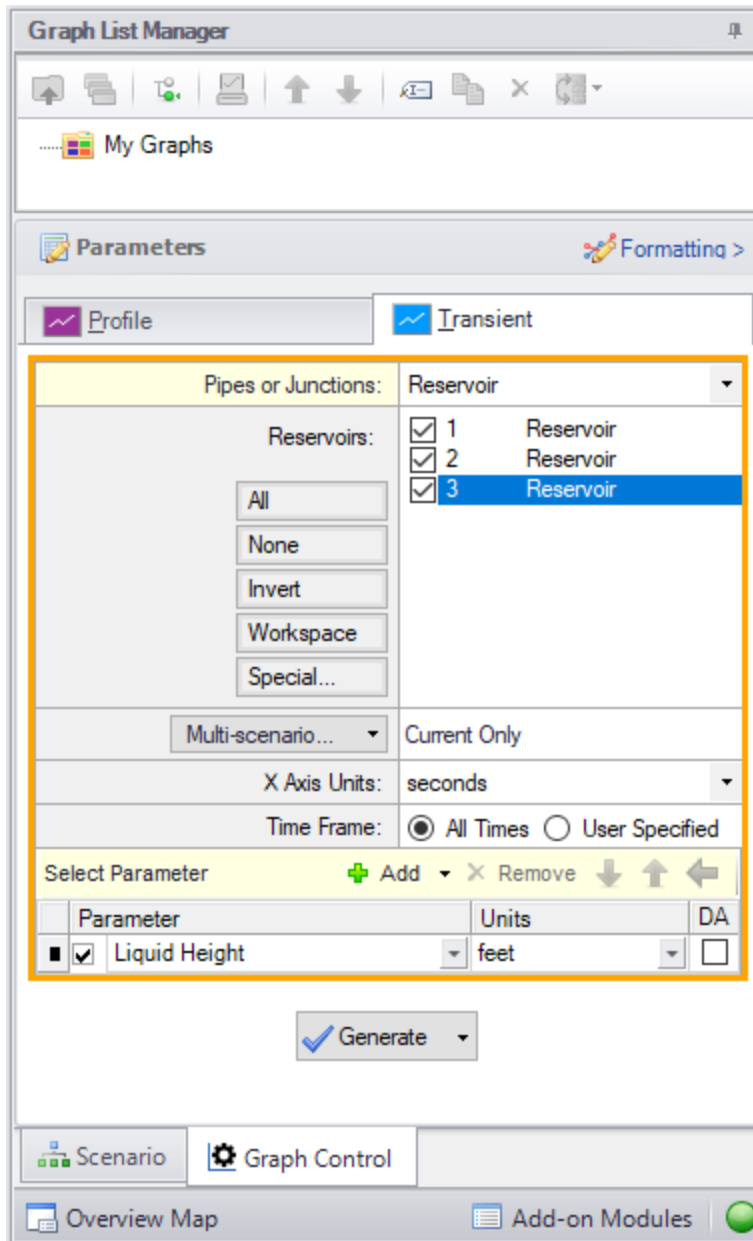 Graph List Manager
My Graphs
Parameters Formatting >
Profile Transient
Pipes or Junctions: Reservoir
Reservoirs: 1 Reservoir
2 Reservoir
3 Reservoir
All
None
Invert
Workspace
Special...
Multi-scenario... Current Only
X Axis Units: seconds
Time Frame: All Times User Specified
Select Parameter Add Remove
Parameter Units DA
Liquid Height feet
Generate
Scenario Graph Control
Overview Map Add-on Modules